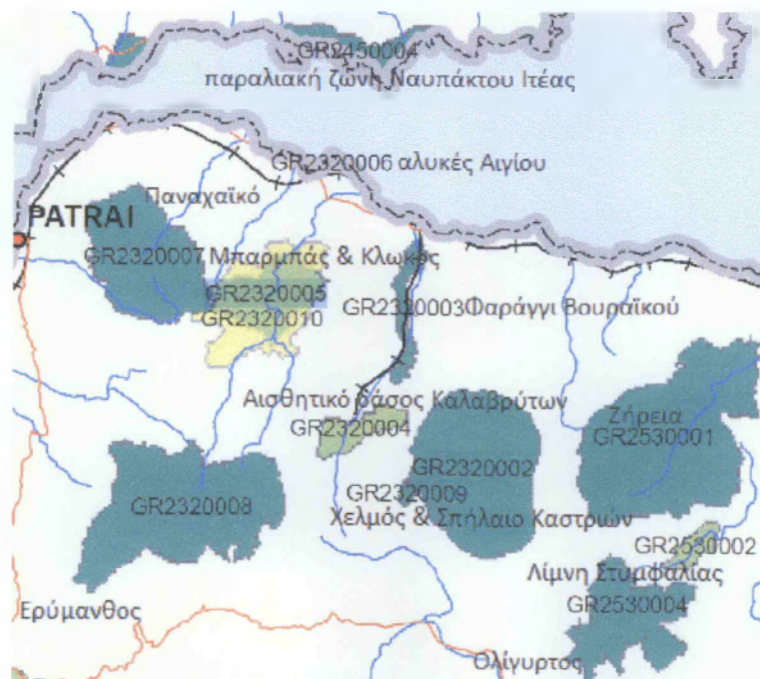 GR2450004
παραλιακή ζώνη Ναυπάκτου Ιτέας
GR2320006 αλυκές Αιγίου
Παναχαϊκό
PATRAI
GR2320007 Μπαρμπάς & Κλωκός
GR2320005
GR2320010
GR2320003 Φαράγγι Βουραϊκού
Αισθητικό δάσος Καλαβρύτων
GR2320004
Ζήρεια
GR2530001
GR2320002
GR2320009
GR2320008
Χελμός & Σπήλαιο Καστριών
GR2530002
Λίμνη Στυμφαλίας
GR2530004
Ερύμανθος
Ολίγυρτος